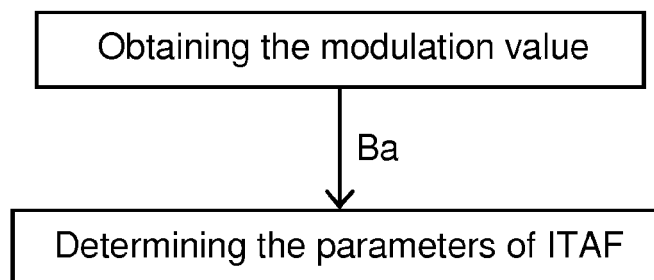 Obtaining the modulation value
Ba
Determining the parameters of ITAF